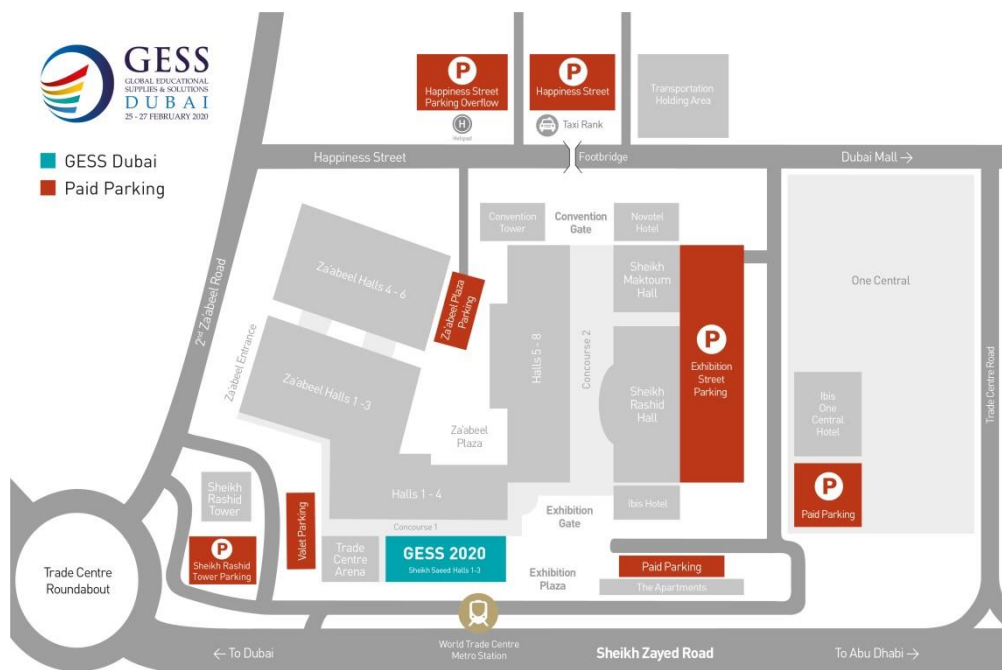 GESS
GLOBAL EDUCATIONAL
SUPPLIES & SOLUTIONS
DUBAI
25 - 27 FEBRUARY 2020
GESS Dubai
Paid Parking
P
Happiness Street
Parking Overflow
H
Helipad
P
Happiness Street
Taxi Rank
Transportation
Holding Area
Happiness Street
Footbridge
Dubai Mall →
2nd Za'abeel Road
Convention
Tower
Convention
Gate
Novotel
Hotel
Za'abeel Halls 4 - 6
Za'abeel Plaza
Parking
Sheikh
Maktoum
Hall
One Central
Za'abeel Entrance
Za'abeel Halls 1 -3
Halls 5 - 8
Concourse 2
P
Exhibition
Street
Parking
Trade Centre Road
Sheikh
Rashid
Hall
Ibis
One
Central
Hotel
Za'abeel
Plaza
Sheikh
Rashid
Tower
Halls 1 - 4
Ibis Hotel
P
Paid Parking
Valet Parking
Concourse 1
Exhibition
Gate
P
Sheikh Rashid
Tower Parking
Trade
Centre
Arena
GESS 2020
Sheikh Saeed Halls 1-3
Exhibition
Plaza
Paid Parking
The Apartments
Trade Centre
Roundabout
World Trade Centre
Metro Station
← To Dubai
Sheikh Zayed Road
To Abu Dhabi →